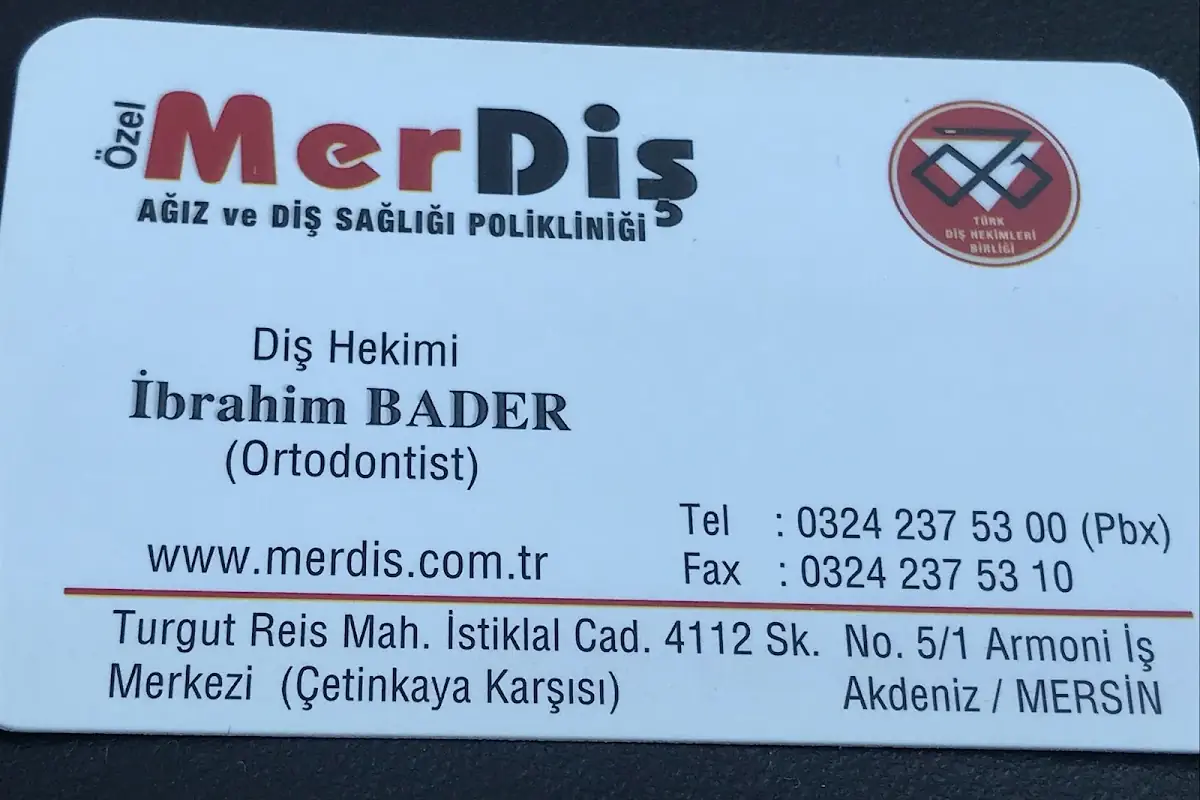 Özel MerDiş
AĞIZ ve DİŞ SAĞLIĞI POLİKLİNİĞİ
TÜRK
DİŞ HEKİMLERİ
BİRLİĞİ
Diş Hekimi
İbrahim BADER
(Ortodontist)
Tel : 0324 237 53 00 (Pbx)
www.merdis.com.tr
Fax : 0324 237 53 10
Turgut Reis Mah. İstiklal Cad. 4112 Sk. No. 5/1 Armoni İş
Merkezi (Çetinkaya Karşısı)
Akdeniz / MERSİN